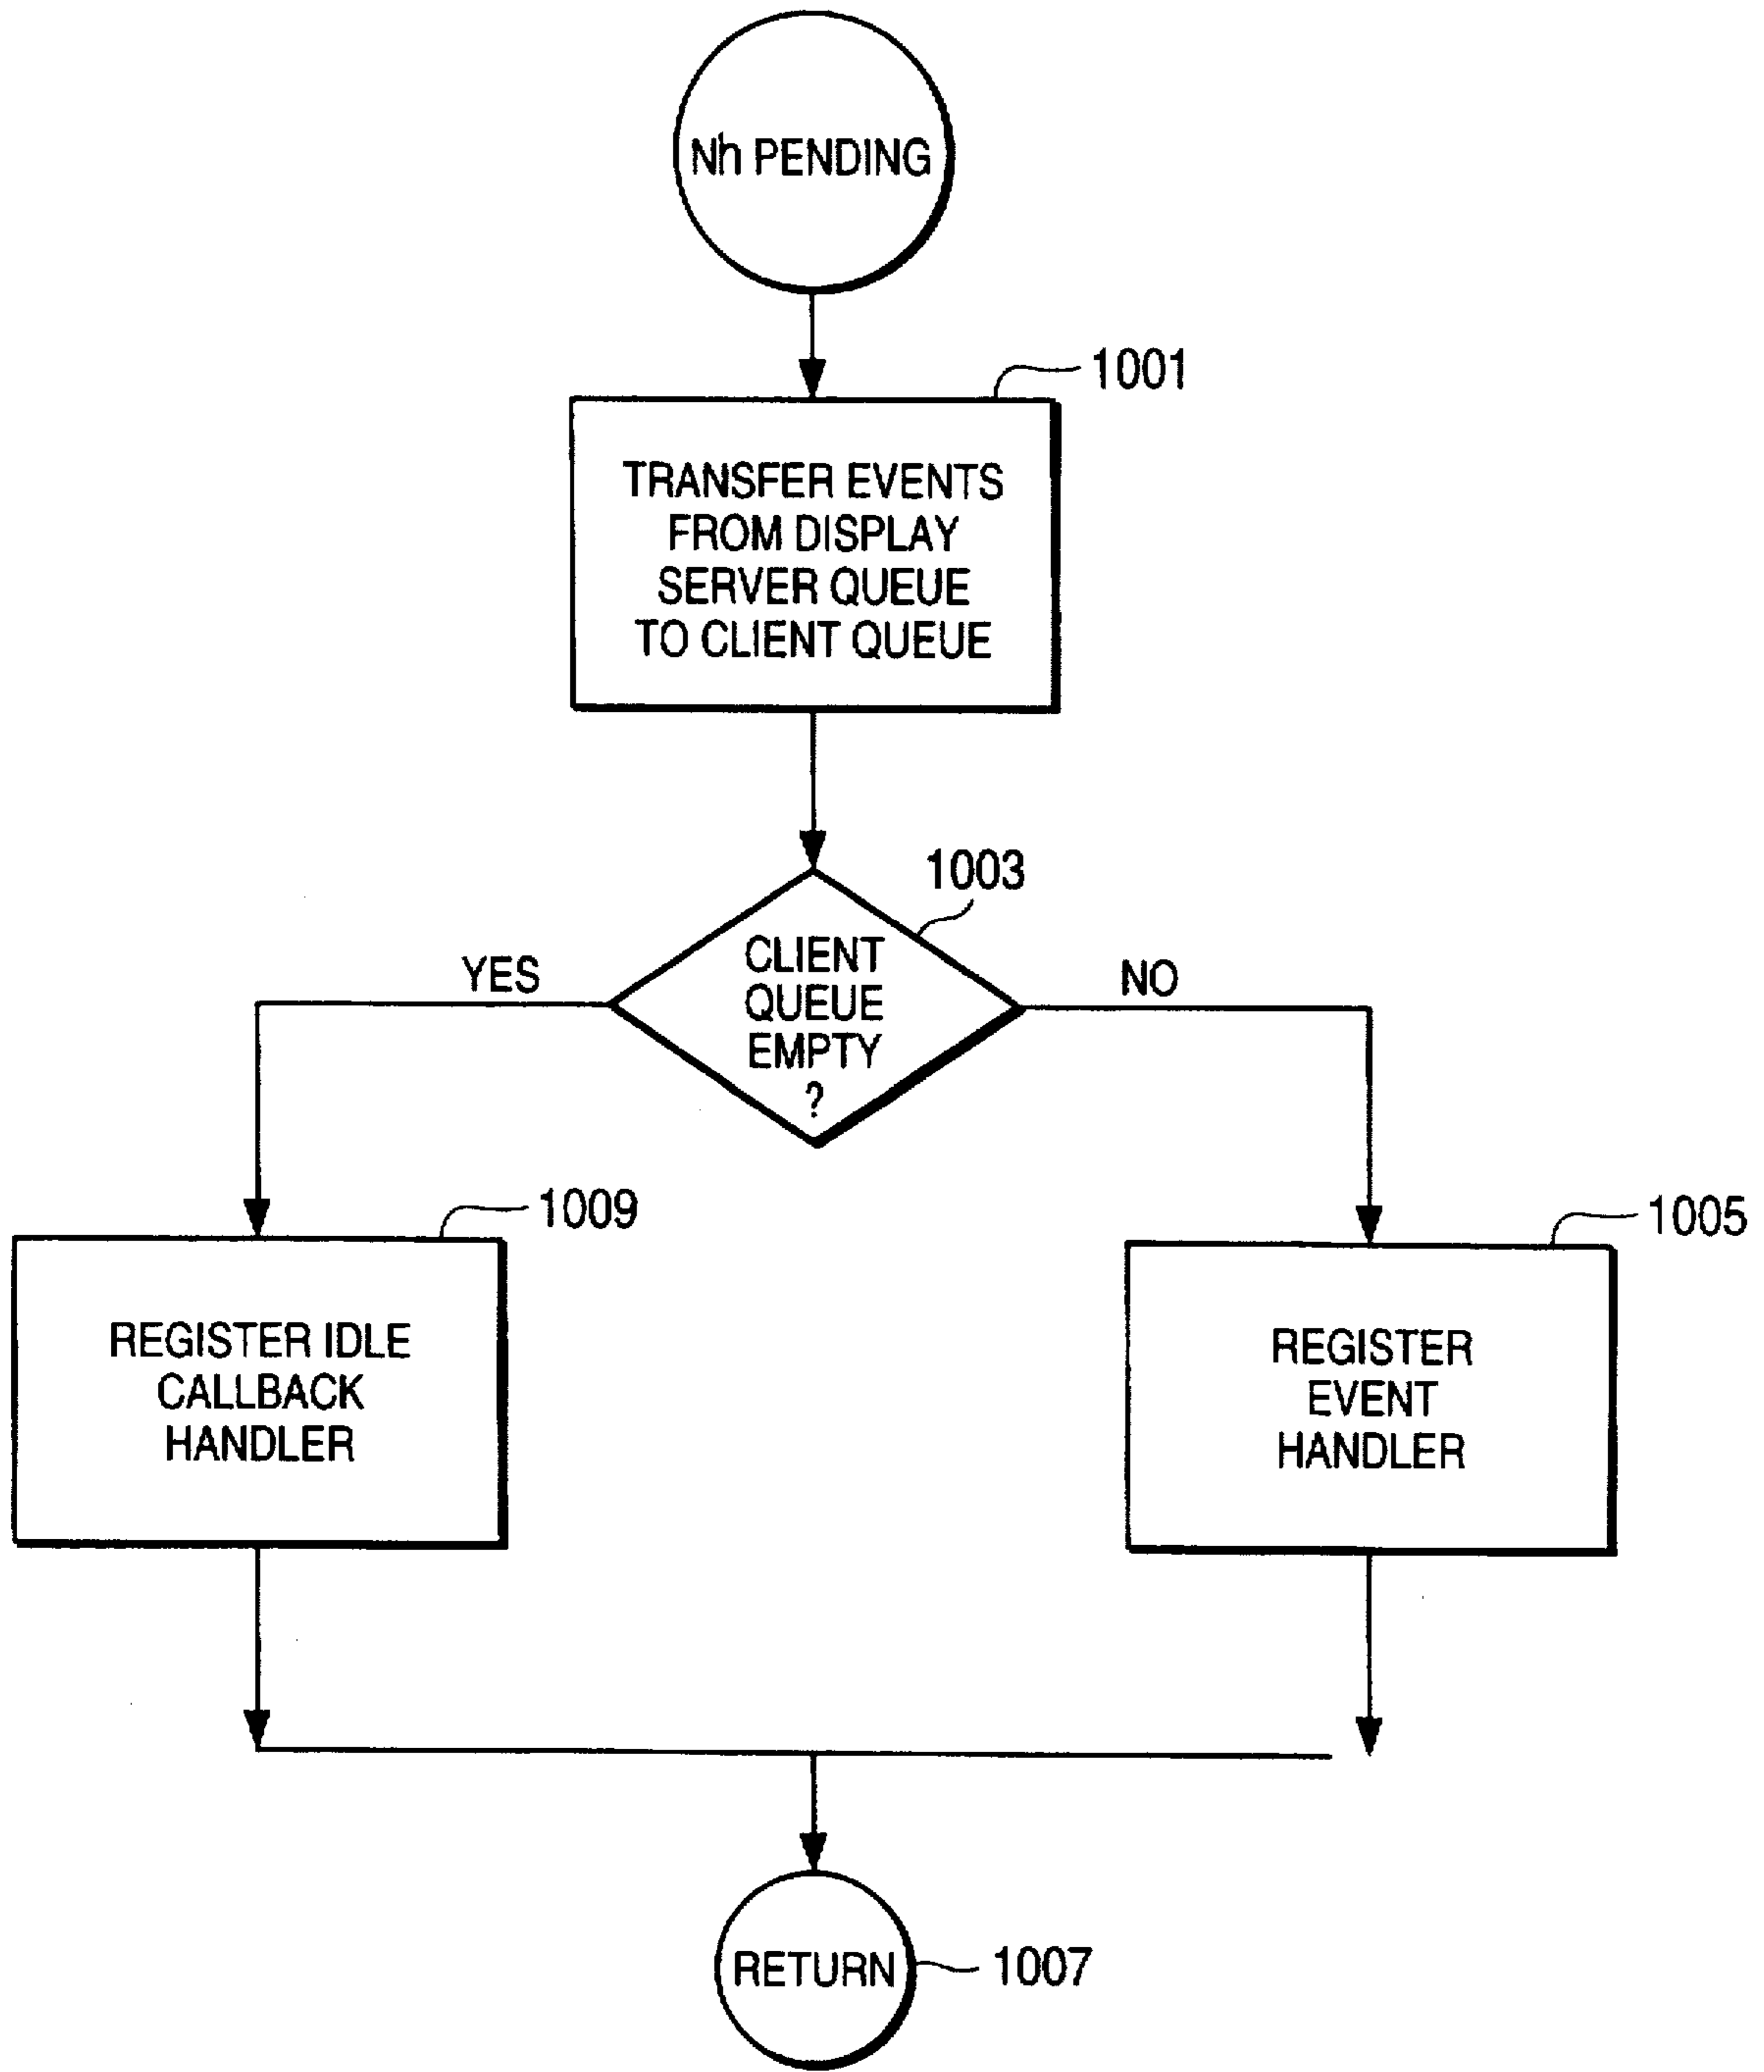 Nh PENDING
1001
TRANSFER EVENTS
FROM DISPLAY
SERVER QUEUE
TO CLIENT QUEUE
1003
CLIENT
QUEUE
EMPTY
?
YES
NO
1009
REGISTER IDLE
CALLBACK
HANDLER
1005
REGISTER
EVENT
HANDLER
RETURN
1007